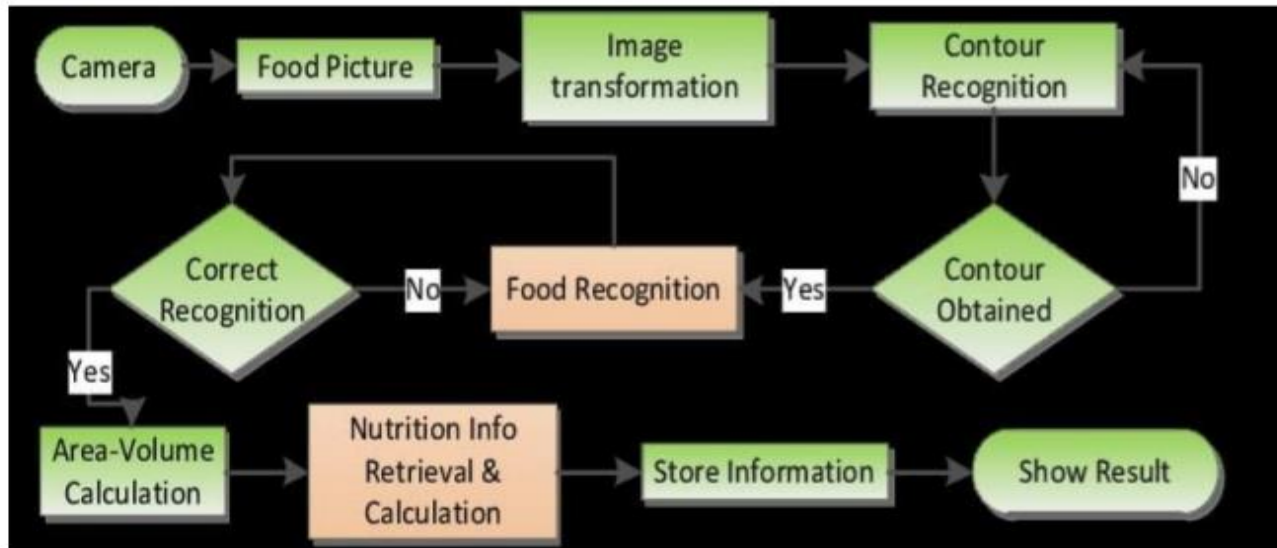 Camera
Food Picture
Image
transformation
Contour
Recognition
No
Correct
Recognition
No
Food Recognition
Yes
Contour
Obtained
Yes
Area-Volume
Calculation
Nutrition Info
Retrieval &
Calculation
Store Information
Show Result